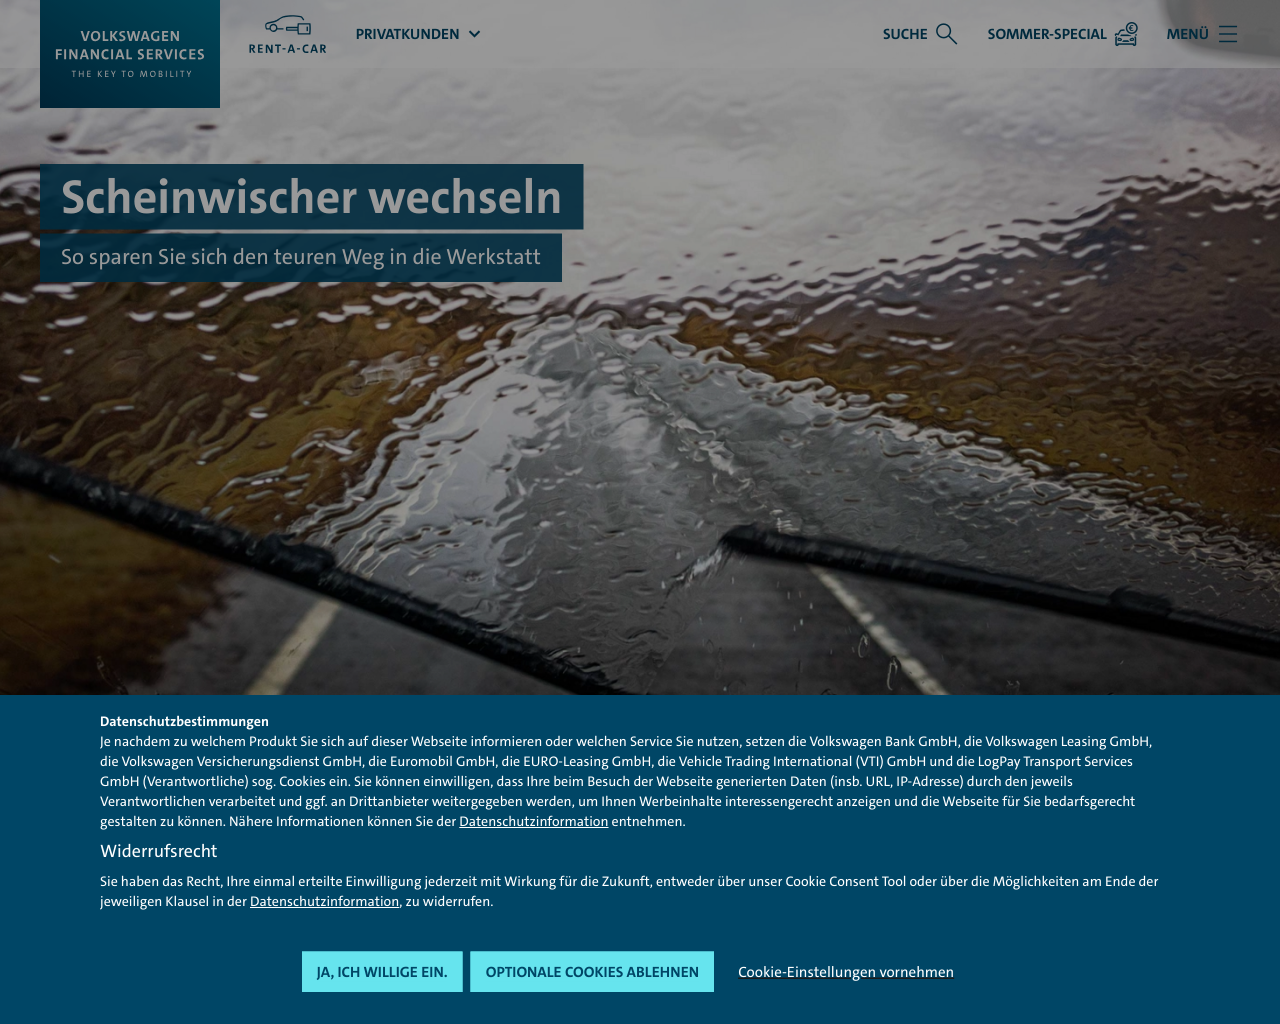 VOLKSWAGEN
FINANCIAL SERVICES
THE KEY TO MOBILITY
RENT-A-CAR
PRIVATKUNDEN
SUCHE
SOMMER-SPECIAL
MENÜ
Scheinwischer wechseln
So sparen Sie sich den teuren Weg in die Werkstatt
Datenschutzbestimmungen
Je nachdem zu welchem Produkt Sie sich auf dieser Webseite informieren oder welchen Service Sie nutzen, setzen die Volkswagen Bank GmbH, die Volkswagen Leasing GmbH,
die Volkswagen Versicherungsdienst GmbH, die Euromobil GmbH, die EURO-Leasing GmbH, die Vehicle Trading International (VTI) GmbH und die LogPay Transport Services
GmbH (Verantwortliche) sog. Cookies ein. Sie können einwilligen, dass Ihre beim Besuch der Webseite generierten Daten (insb. URL, IP-Adresse) durch den jeweils
Verantwortlichen verarbeitet und ggf. an Drittanbieter weitergegeben werden, um Ihnen Werbeinhalte interessengerecht anzeigen und die Webseite für Sie bedarfsgerecht
gestalten zu können. Nähere Informationen können Sie der Datenschutzinformation entnehmen.
Widerrufsrecht
Sie haben das Recht, Ihre einmal erteilte Einwilligung jederzeit mit Wirkung für die Zukunft, entweder über unser Cookie Consent Tool oder über die Möglichkeiten am Ende der
jeweiligen Klausel in der Datenschutzinformation, zu widerrufen.
JA, ICH WILLIGE EIN.
OPTIONALE COOKIES ABLEHNEN
Cookie-Einstellungen vornehmen